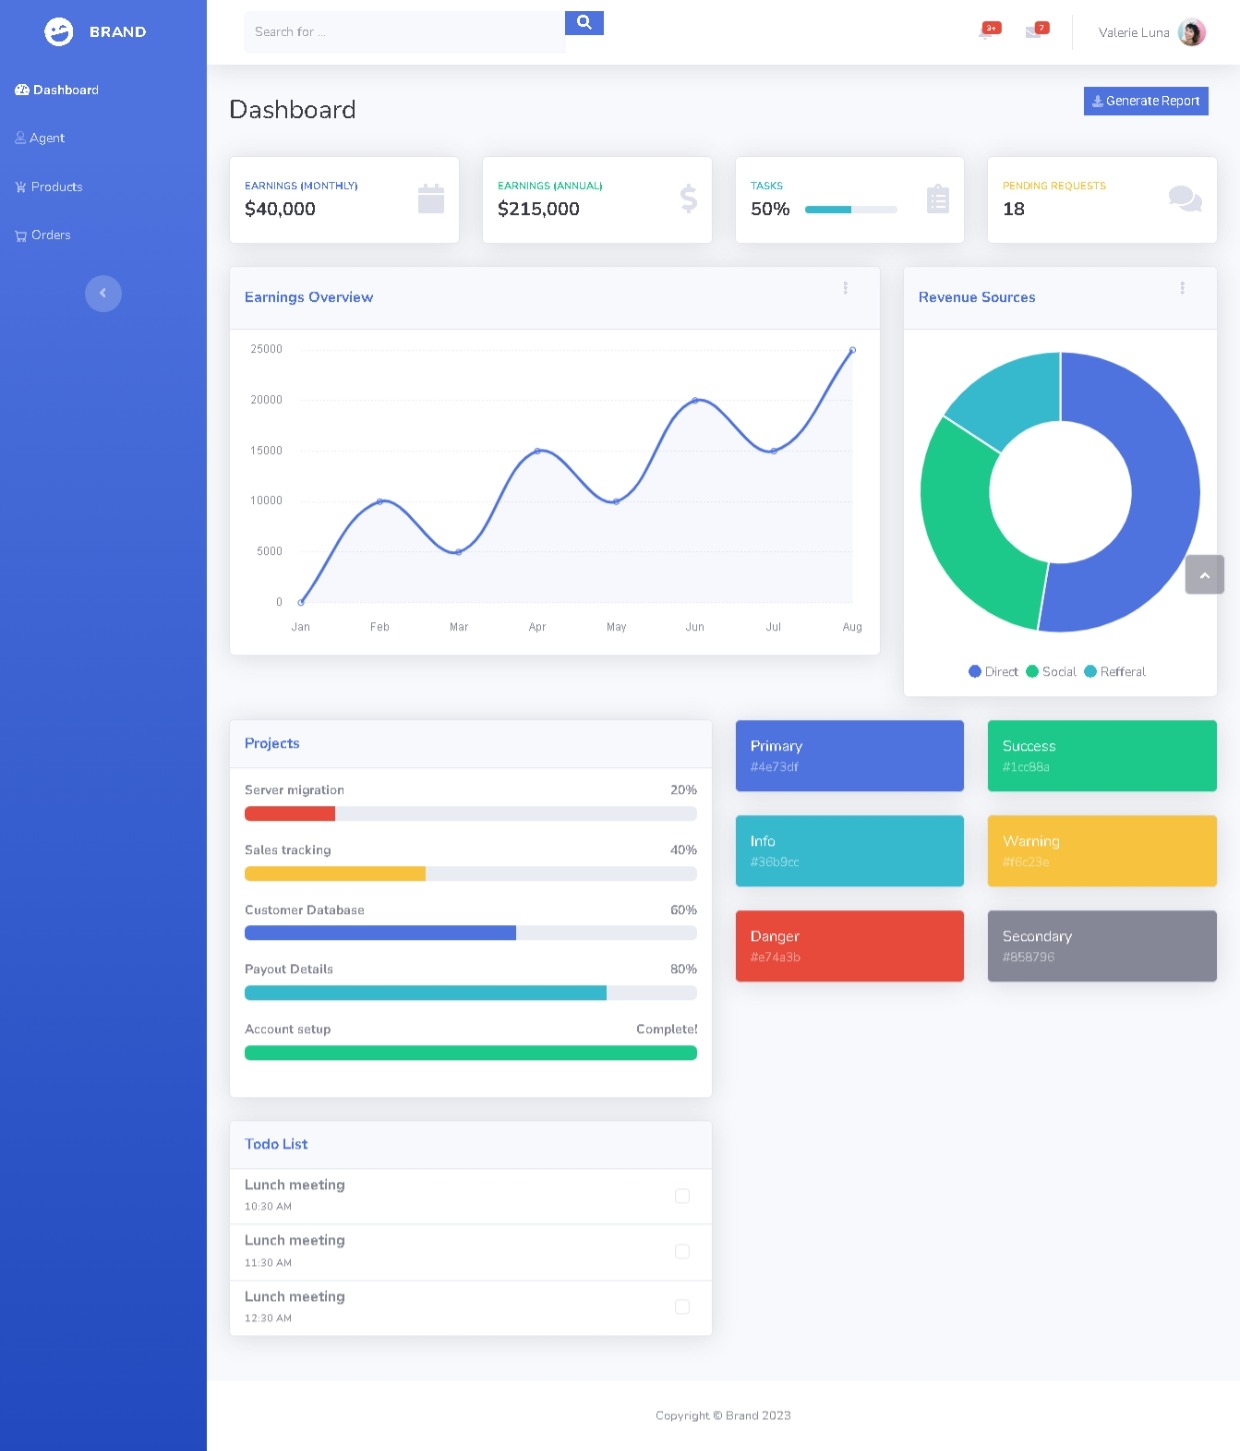 BRAND
Search for ...
3+
7
Valerie Luna
Dashboard
Agent
Products
Orders
Dashboard
Generate Report
EARNINGS (MONTHLY)
$40,000
EARNINGS (ANNUAL)
$215,000
TASKS
50%
PENDING REQUESTS
18
Earnings Overview
25000
20000
15000
10000
5000
0
Jan Feb Mar Apr May Jun Jul Aug
Revenue Sources
Direct Social Refferal
Projects
Server migration 20%
Sales tracking 40%
Customer Database 60%
Payout Details 80%
Account setup Complete!
Primary
#4e73df
Success
#1cc88a
Info
#36b9cc
Warning
#f6c23e
Danger
#e74a3b
Secondary
#858796
Todo List
Lunch meeting
10:30 AM
Lunch meeting
11:30 AM
Lunch meeting
12:30 AM
Copyright © Brand 2023